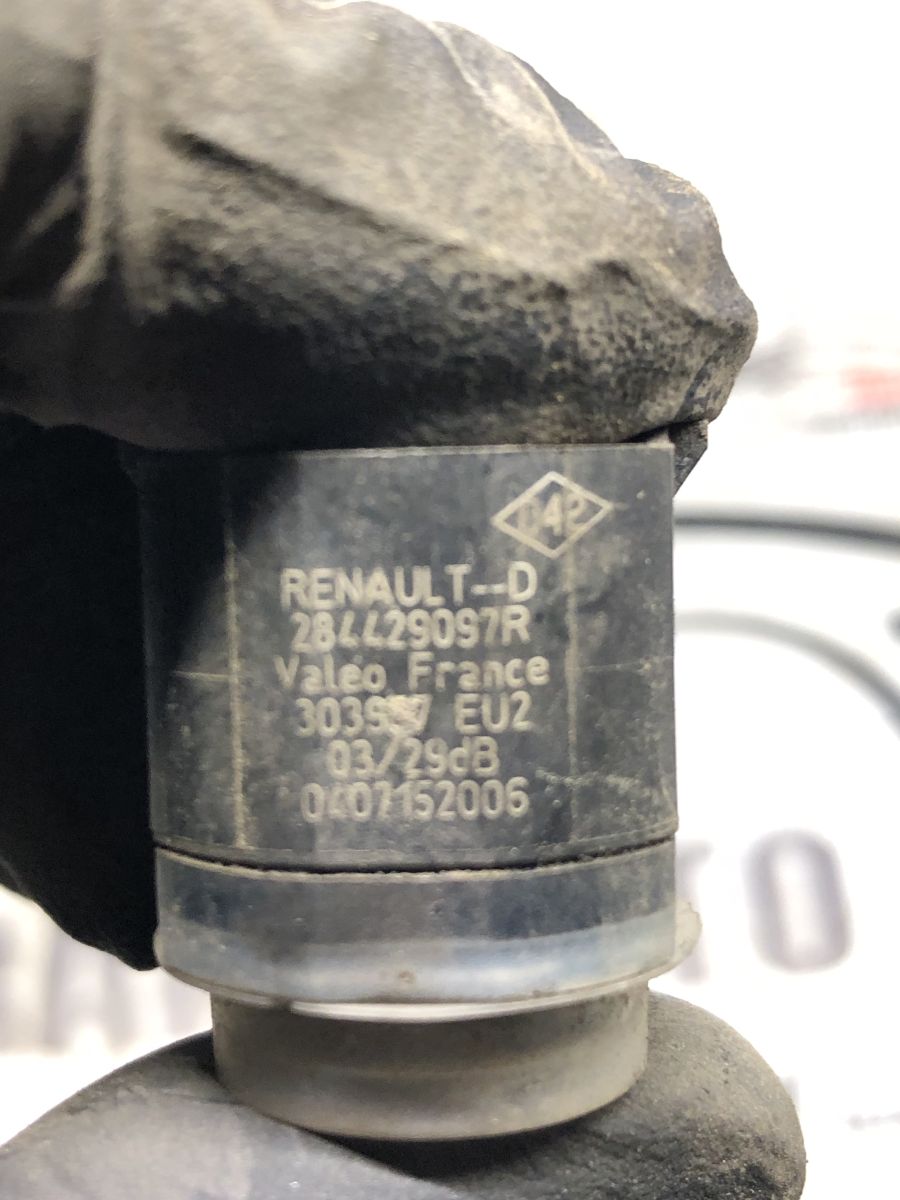 042
RENAULT--D
284429097R
Valeo France
EU2
03/29dB
0407152006